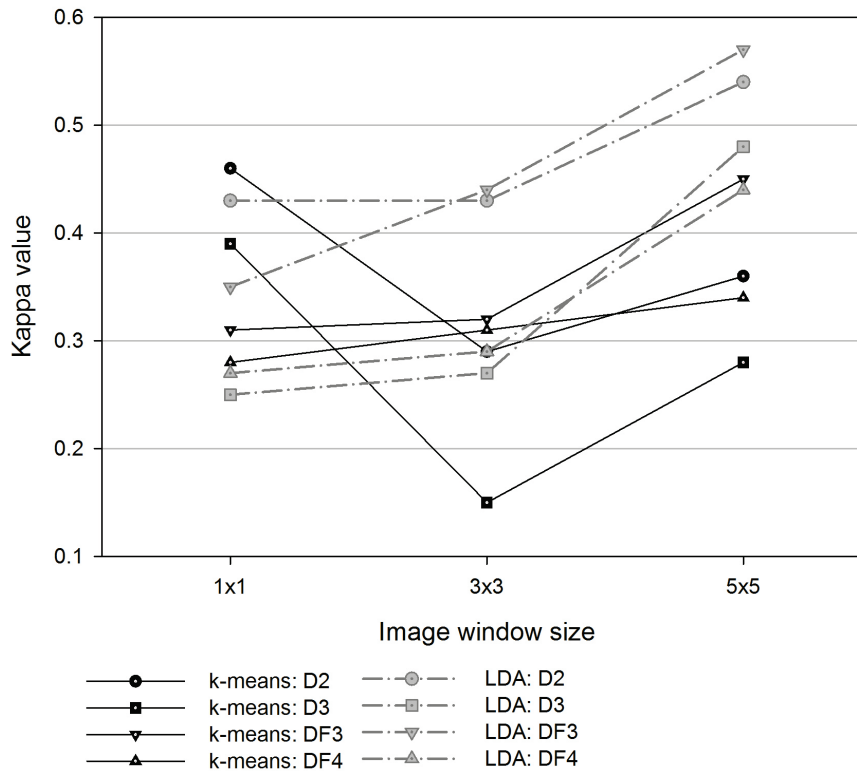 0.6
0.5
0.4
0.3
0.2
0.1
Kappa value
1x1 3x3 5x5
Image window size
k-means: D2 LDA: D2
k-means: D3 LDA: D3
k-means: DF3 LDA: DF3
k-means: DF4 LDA: DF4